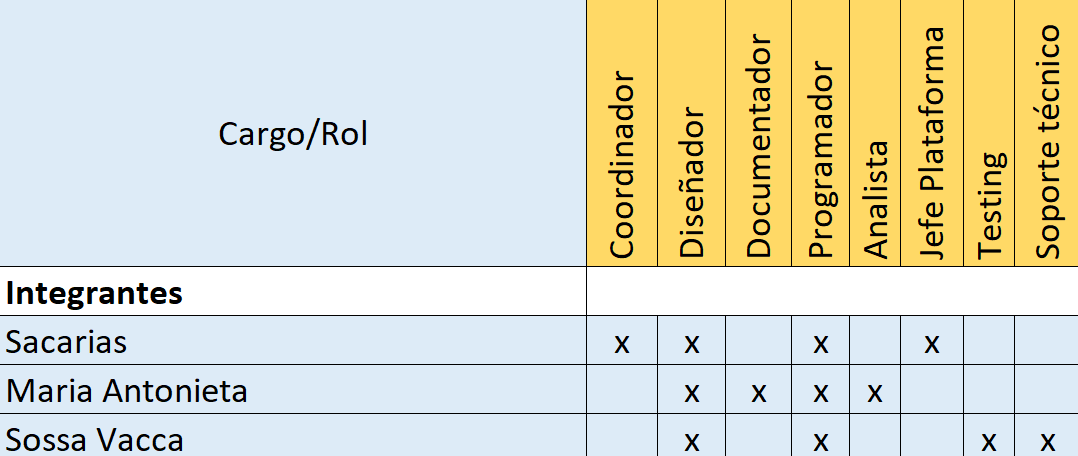 Cargo/Rol Coordinador Diseñador Documentador Programador Analista Jefe Plataforma Testing Soporte técnico
Integrantes
Sacarias x x x x
Maria Antonieta x x x x
Sossa Vacca x x x x